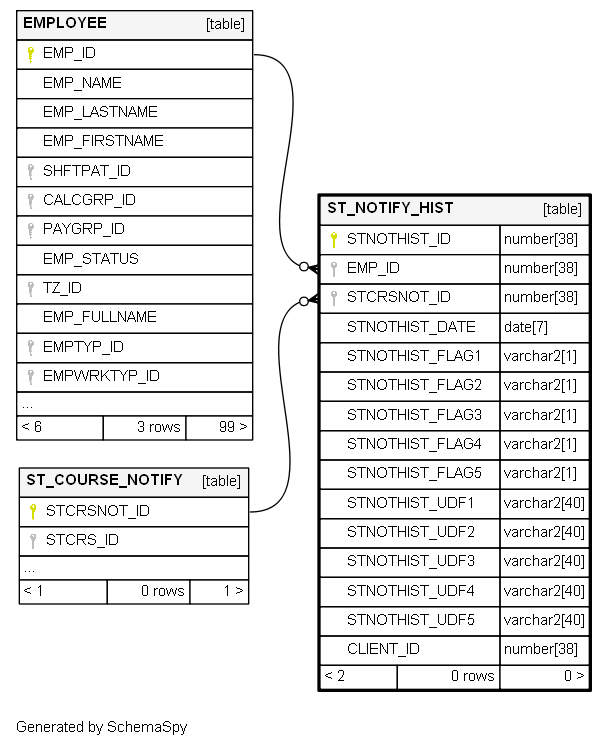 EMPLOYEE [table]
EMP_ID
EMP_NAME
EMP_LASTNAME
EMP_FIRSTNAME
SHFTPAT_ID
CALCGRP_ID
PAYGRP_ID
EMP_STATUS
TZ_ID
EMP_FULLNAME
EMPTYP_ID
EMPWRKTYP_ID
...
< 6 3 rows 99 >
ST_COURSE_NOTIFY [table]
STCRSNOT_ID
STCRS_ID
...
< 1 0 rows 1 >
ST_NOTIFY_HIST [table]
STNOTHIST_ID number[38]
EMP_ID number[38]
STCRSNOT_ID number[38]
STNOTHIST_DATE date[7]
STNOTHIST_FLAG1 varchar2[1]
STNOTHIST_FLAG2 varchar2[1]
STNOTHIST_FLAG3 varchar2[1]
STNOTHIST_FLAG4 varchar2[1]
STNOTHIST_FLAG5 varchar2[1]
STNOTHIST_UDF1 varchar2[40]
STNOTHIST_UDF2 varchar2[40]
STNOTHIST_UDF3 varchar2[40]
STNOTHIST_UDF4 varchar2[40]
STNOTHIST_UDF5 varchar2[40]
CLIENT_ID number[38]
< 2 0 rows 0 >
Generated by SchemaSpy